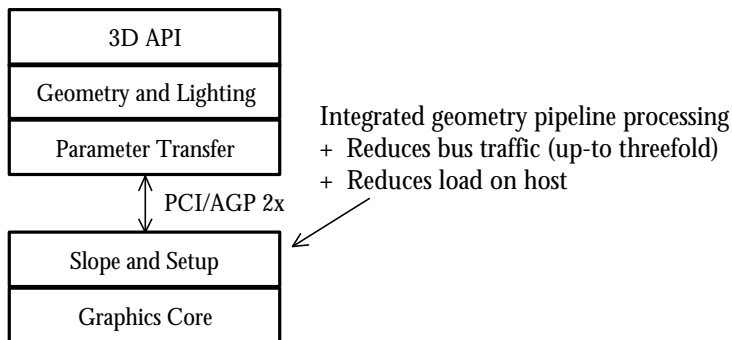 3D API
Geometry and Lighting
Parameter Transfer
PCI/AGP 2x
Slope and Setup
Graphics Core
Integrated geometry pipeline processing
+ Reduces bus traffic (up-to threefold)
+ Reduces load on host